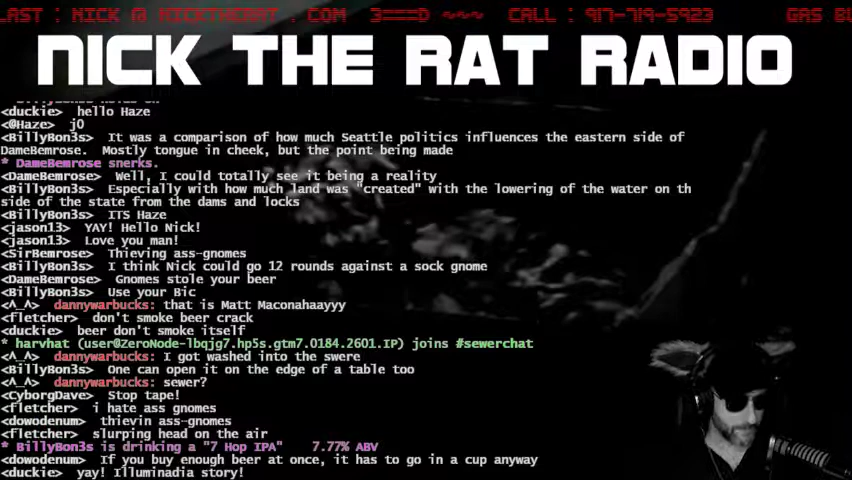 LAST : NICK @ NICKTHERAT . COM 3===D ~~~ CALL : 917-719-5923 GAS BL
NICK THE RAT RADIO
<duckie> hello Haze
<@Haze> jO
<BillyBon3s> It was a comparison of how much Seattle politics influences the eastern side of
DameBemrose. Mostly tongue in cheek, but the point being made
* DameBemrose snerks.
<DameBemrose> Well, I could totally see it being a reality
<BillyBon3s> Especially with how much land was "created" with the lowering of the water on th
side of the state from the dams and locks
<BillyBon3s> ITS Haze
<jason13> YAY! Hello Nick!
<jason13> Love you man!
<SirBemrose> Thieving ass-gnomes
<BillyBon3s> I think Nick could go 12 rounds against a sock gnome
<DameBemrose> Gnomes stole your beer
<BillyBon3s> Use your Bic
<^_^> dannywarbucks: that is Matt Maconahaayyy
<fletcher> don't smoke beer crack
<duckie> beer don't smoke itself
* harvhat (user@ZeroNode-lbqjg7.hp5s.gtm7.0184.2601.IP) joins #sewerchat
<^_^> dannywarbucks: I got washed into the swere
<BillyBon3s> One can open it on the edge of a table too
<^_^> dannywarbucks: sewer?
<CyborgDave> Stop tape!
<fletcher> i hate ass gnomes
<dowodenum> thievin ass-gnomes
<fletcher> slurping head on the air
* BillyBon3s is drinking a "7 Hop IPA" 7.77% ABV
<dowodenum> If you buy enough beer at once, it has to go in a cup anyway
<duckie> yay! Illuminadia story!